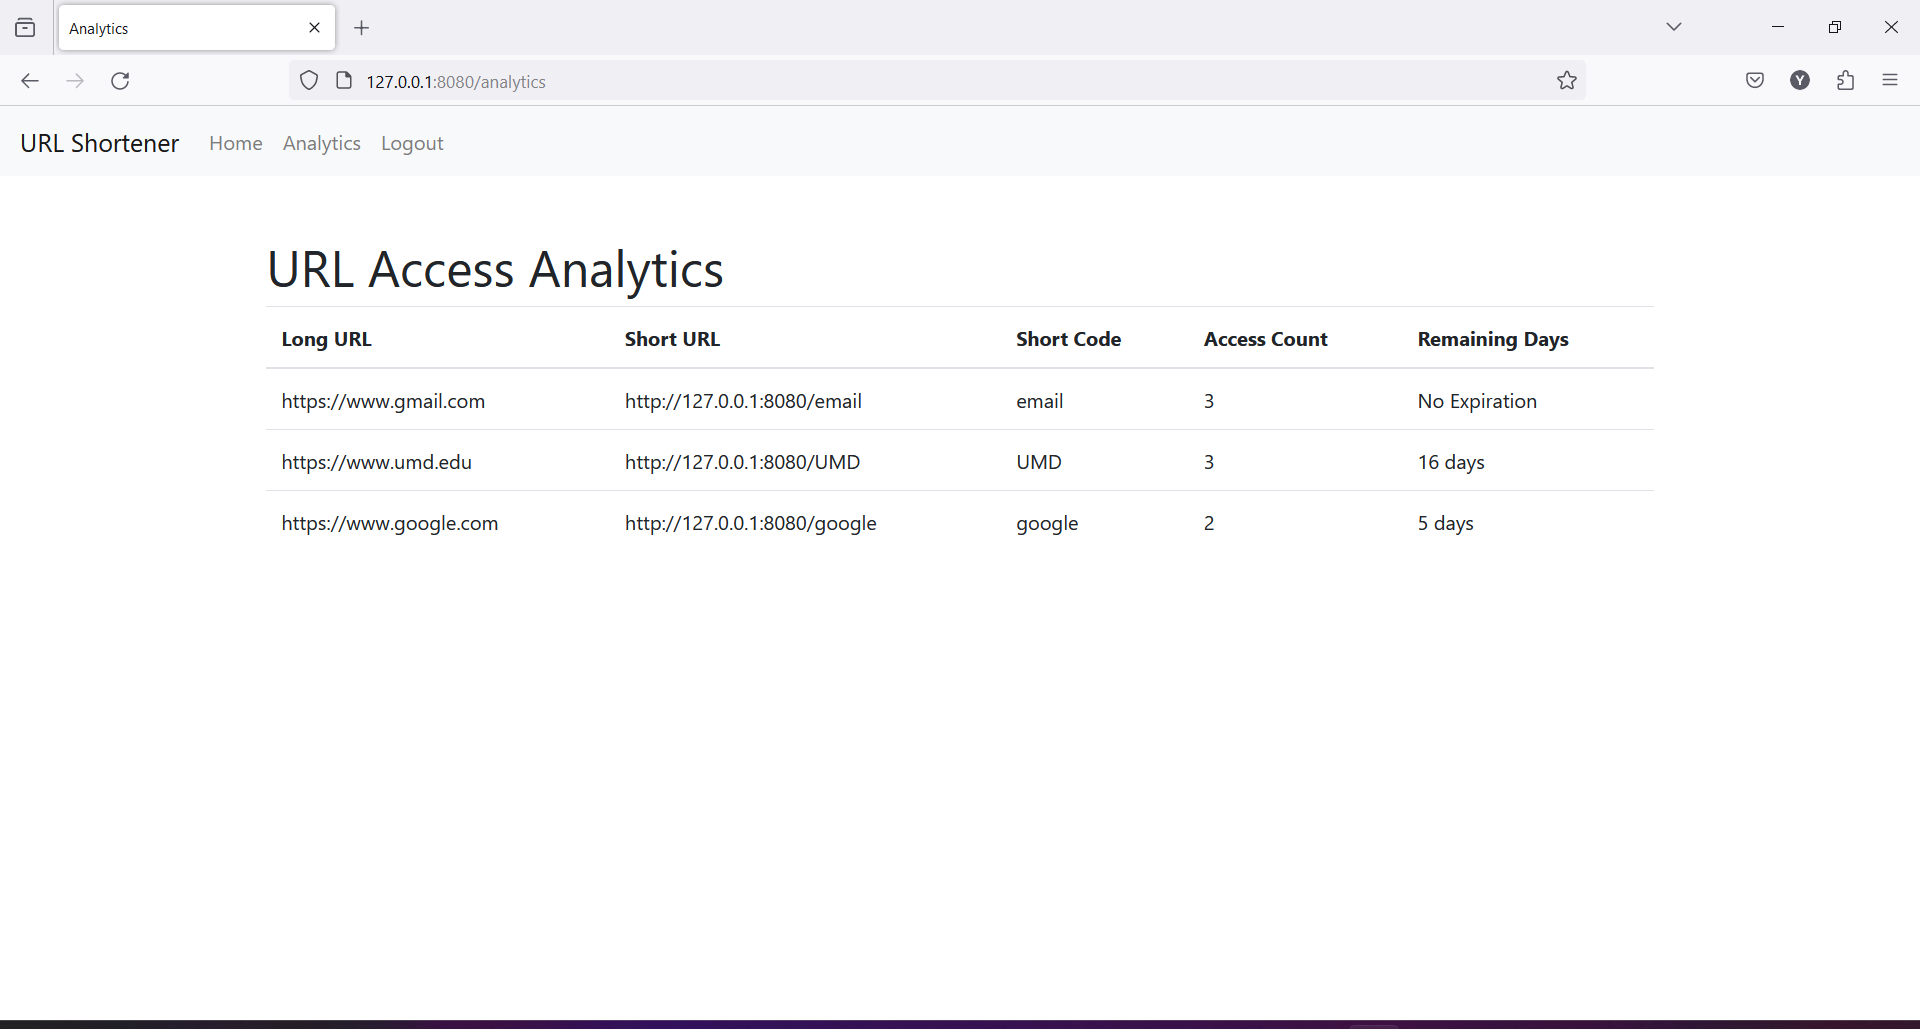 Analytics
127.0.0.1:8080/analytics
Y
URL Shortener Home Analytics Logout
URL Access Analytics
Long URL Short URL Short Code Access Count Remaining Days
https://www.gmail.com http://127.0.0.1:8080/email email 3 No Expiration
https://www.umd.edu http://127.0.0.1:8080/UMD UMD 3 16 days
https://www.google.com http://127.0.0.1:8080/google google 2 5 days